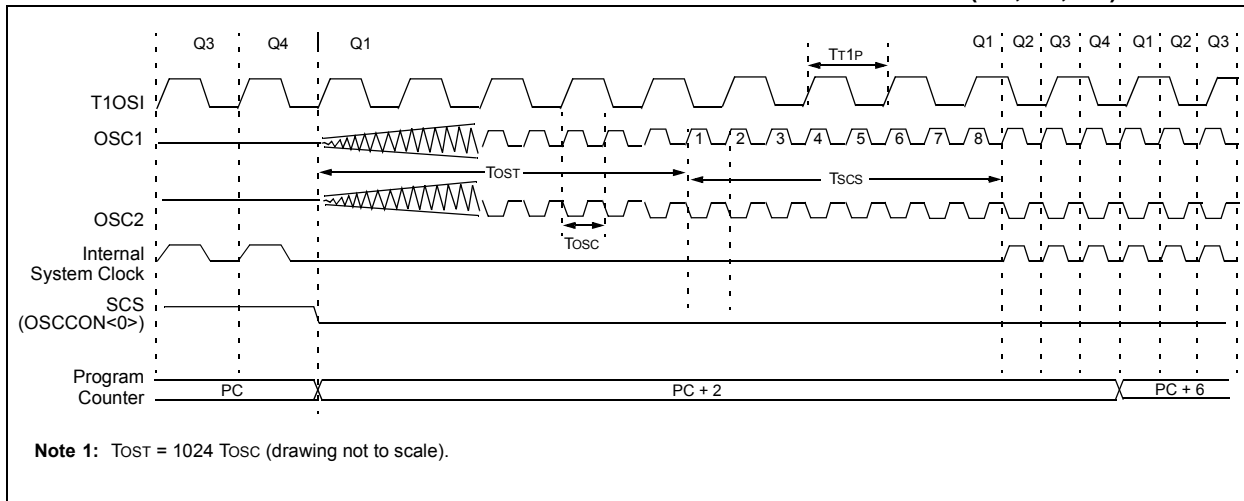 Q3 Q4 Q1 Q1 Q2 Q3 Q4 Q1 Q2 Q3
TT1P
T1OSI
OSC1
1 2 3 4 5 6 7 8
TOST
TSCS
OSC2
TOSC
Internal
System Clock
SCS
(OSCCON<0>)
Program
Counter
PC PC + 2 PC + 6
Note 1: TOST = 1024 TOSC (drawing not to scale).